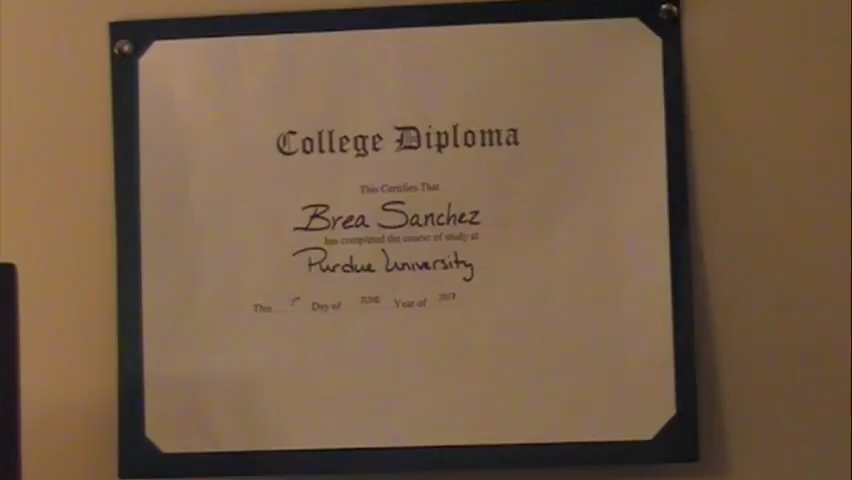 College Diploma
This Certifies That
Brea Sanchez
has completed the course of study at
Purdue University
This Day of JUNE Year of 2017